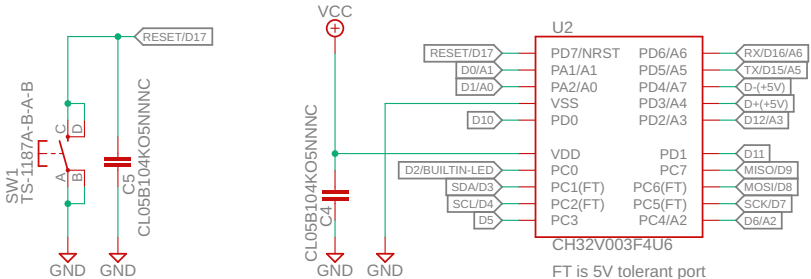 RESET/D17
C
D
A
B
SW1
TS-1187A-B-A-B
C5
CL05B104KO5NNNC
GND
GND
VCC
CL05B104KO5NNNC
C4
GND
GND
U2
RESET/D17
PD7/NRST
PD6/A6
RX/D16/A6
D0/A1
PA1/A1
PD5/A5
TX/D15/A5
D1/A0
PA2/A0
PD4/A7
D-(+5V)
VSS
PD3/A4
D+(+5V)
D10
PD0
PD2/A3
D12/A3
VDD
PD1
D11
D2/BUILTIN-LED
PC0
PC7
MISO/D9
SDA/D3
PC1(FT)
PC6(FT)
MOSI/D8
SCL/D4
PC2(FT)
PC5(FT)
SCK/D7
D5
PC3
PC4/A2
D6/A2
CH32V003F4U6
FT is 5V tolerant port